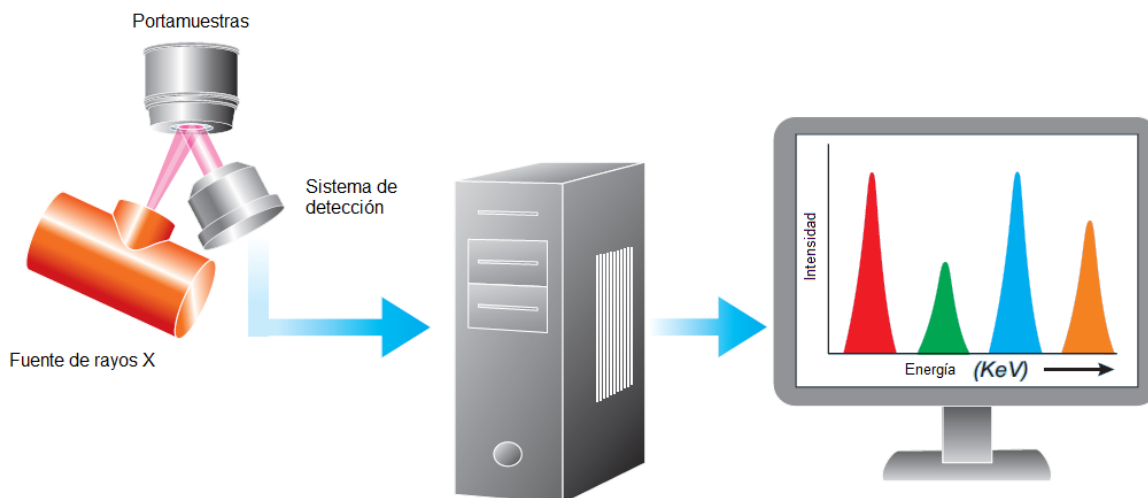 Portamuestras
Sistema de
detección
Fuente de rayos X
Intensidad
Energía (KeV)